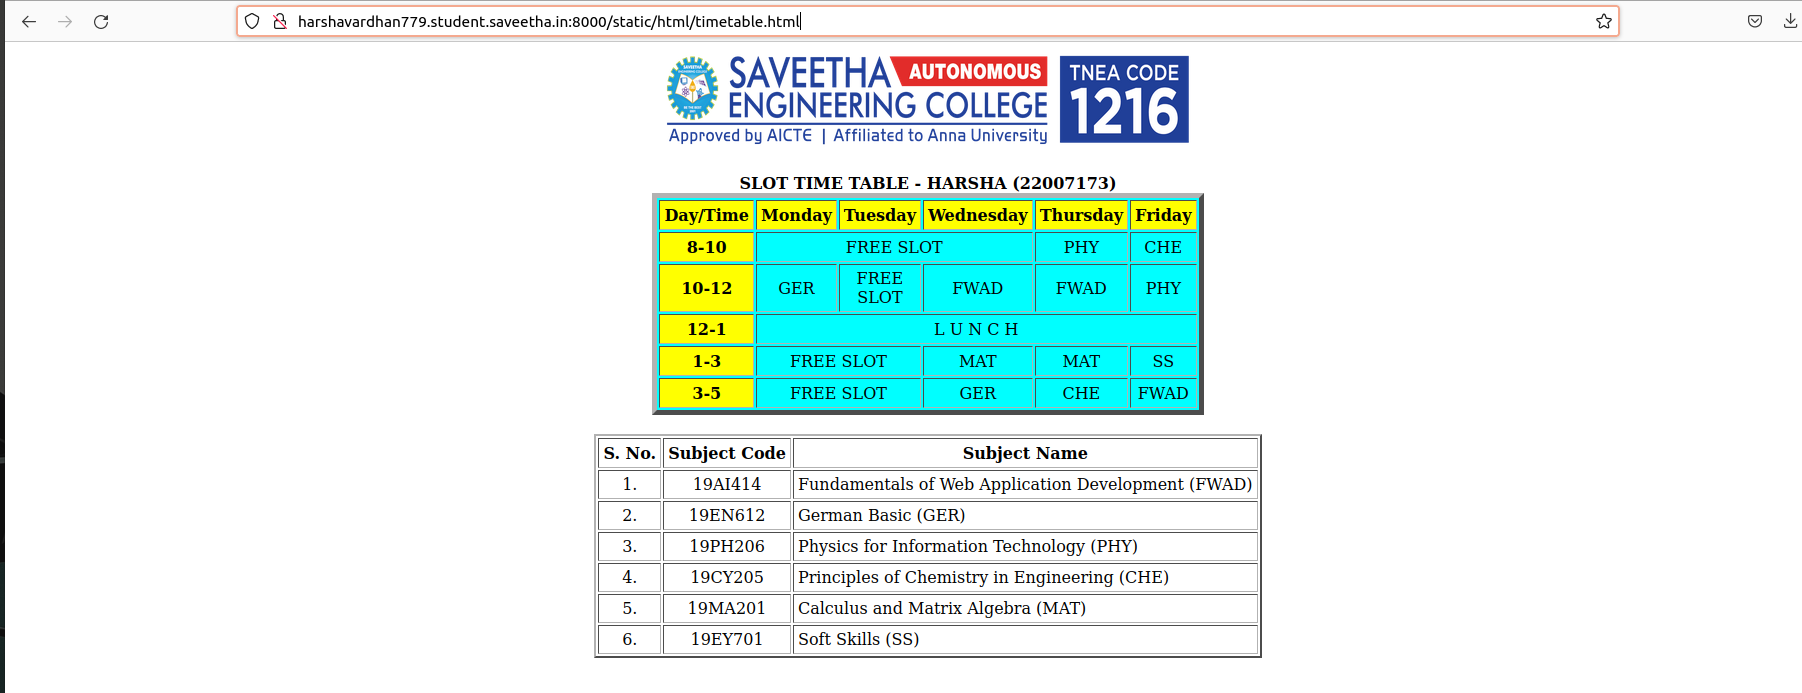 harshavardhan779.student.saveetha.in:8000/static/html/timetable.html
SAVEETHA AUTONOMOUS
ENGINEERING COLLEGE
Approved by AICTE | Affiliated to Anna University
TNEA CODE
1216
SLOT TIME TABLE - HARSHA (22007173)
Day/Time Monday Tuesday Wednesday Thursday Friday
8-10 FREE SLOT PHY CHE
10-12 GER FREE SLOT FWAD FWAD PHY
12-1 L U N C H
1-3 FREE SLOT MAT MAT SS
3-5 FREE SLOT GER CHE FWAD
S. No. Subject Code Subject Name
1. 19AI414 Fundamentals of Web Application Development (FWAD)
2. 19EN612 German Basic (GER)
3. 19PH206 Physics for Information Technology (PHY)
4. 19CY205 Principles of Chemistry in Engineering (CHE)
5. 19MA201 Calculus and Matrix Algebra (MAT)
6. 19EY701 Soft Skills (SS)